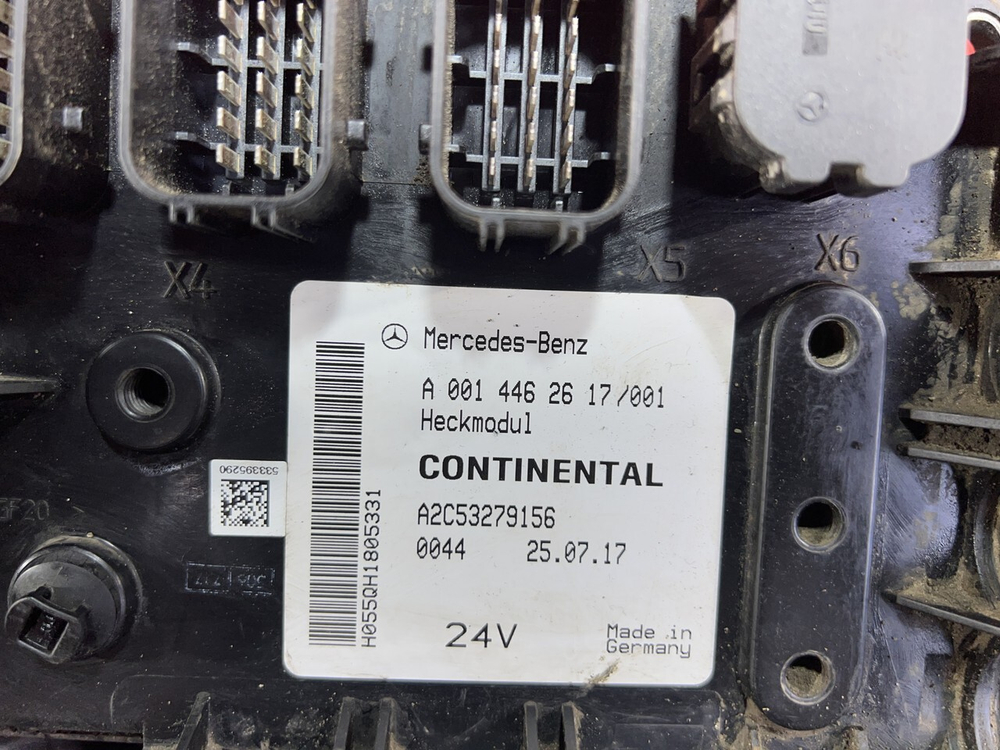 X4
X5
X6
Mercedes-Benz
A 001 446 26 17/001
Heckmodul
CONTINENTAL
A2C53279156
0044 25.07.17
24V
Made in
Germany
H055QH1805331
533395290